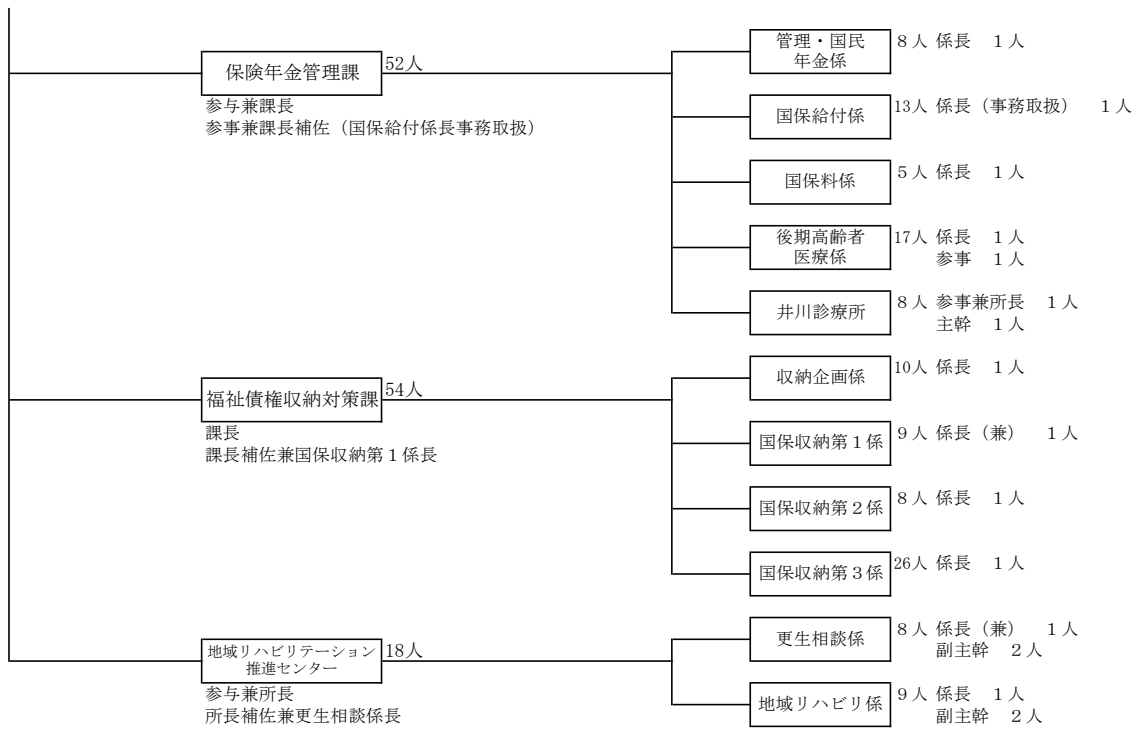 保険年金管理課
52人
参与兼課長
参事兼課長補佐（国保給付係長事務取扱）
管理・国民
年金係
８人 係長　１人
国保給付係
13人 係長（事務取扱）　１人
国保料係
５人 係長　１人
後期高齢者
医療係
17人 係長　１人
参事　１人
井川診療所
８人 参事兼所長　１人
主幹　１人
福祉債権収納対策課
54人
課長
課長補佐兼国保収納第１係長
収納企画係
10人 係長　１人
国保収納第１係
９人 係長（兼）　１人
国保収納第２係
８人 係長　１人
国保収納第３係
26人 係長　１人
地域リハビリテーション
推進センター
18人
参与兼所長
所長補佐兼更生相談係長
更生相談係
８人 係長（兼）　１人
副主幹　２人
地域リハビリ係
９人 係長　１人
副主幹　２人